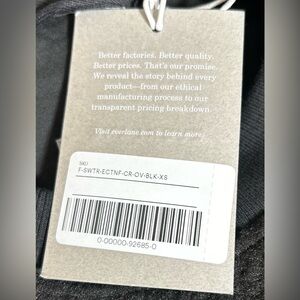 Better factories. Better quality.
Better prices. That's our promise.
We reveal the story behind every
product—from our ethical
manufacturing process to our
transparent pricing breakdown.
Visit everlane.com to learn more.
SKU
F-SWTR-ECTNF-CR-OV-BLK-XS
0-00000-92685-0